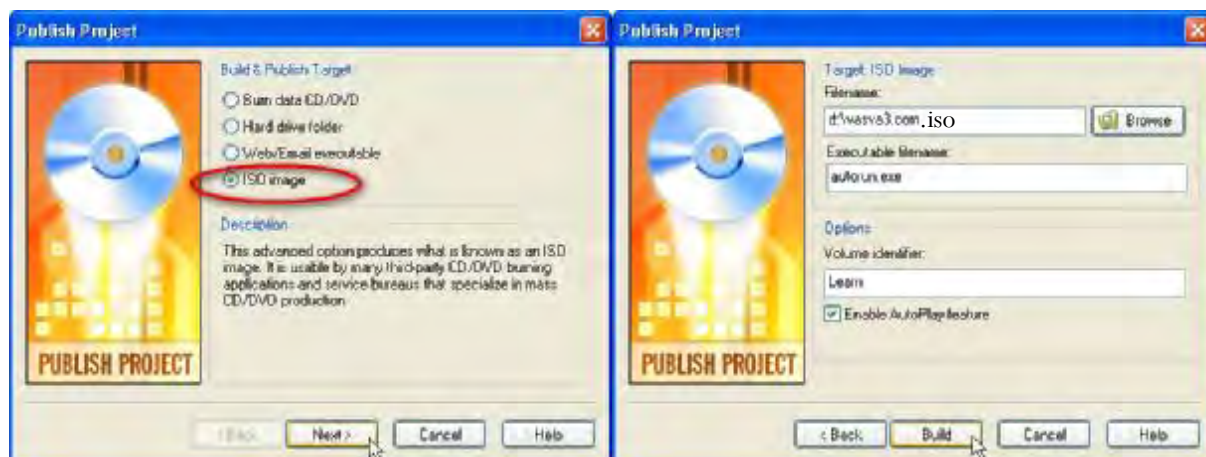 Publish Project
Build & Publish Target
Burn data CD/DVD
Hard drive folder
Web/Email executable
ISO image
Description
This advanced option produces what is known as an ISO
image. It is usable by many third-party CD/DVD burning
applications and service bureaus that specialize in mass
CD/DVD production
PUBLISH PROJECT
< Back
Next >
Cancel
Help
Publish Project
Target: ISO Image
Filename:
d:\wasva3.com.iso
Browse
Executable filename:
autorun.exe
Options
Volume identifier:
Learn
Enable AutoPlay feature
PUBLISH PROJECT
< Back
Build
Cancel
Help